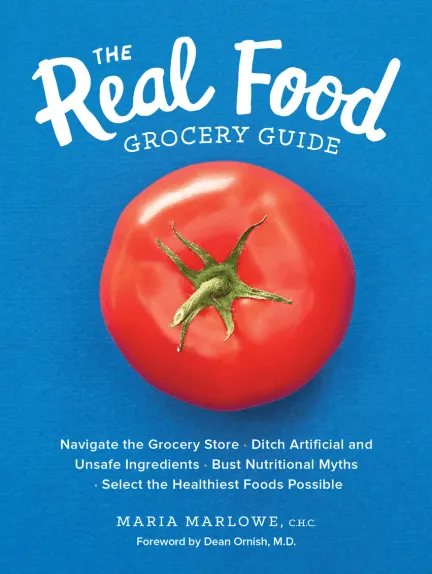 THE
Real Food
GROCERY GUIDE
Navigate the Grocery Store · Ditch Artificial and
Unsafe Ingredients · Bust Nutritional Myths
· Select the Healthiest Foods Possible
MARIA MARLOWE, C.H.C.
Foreword by Dean Ornish, M.D.